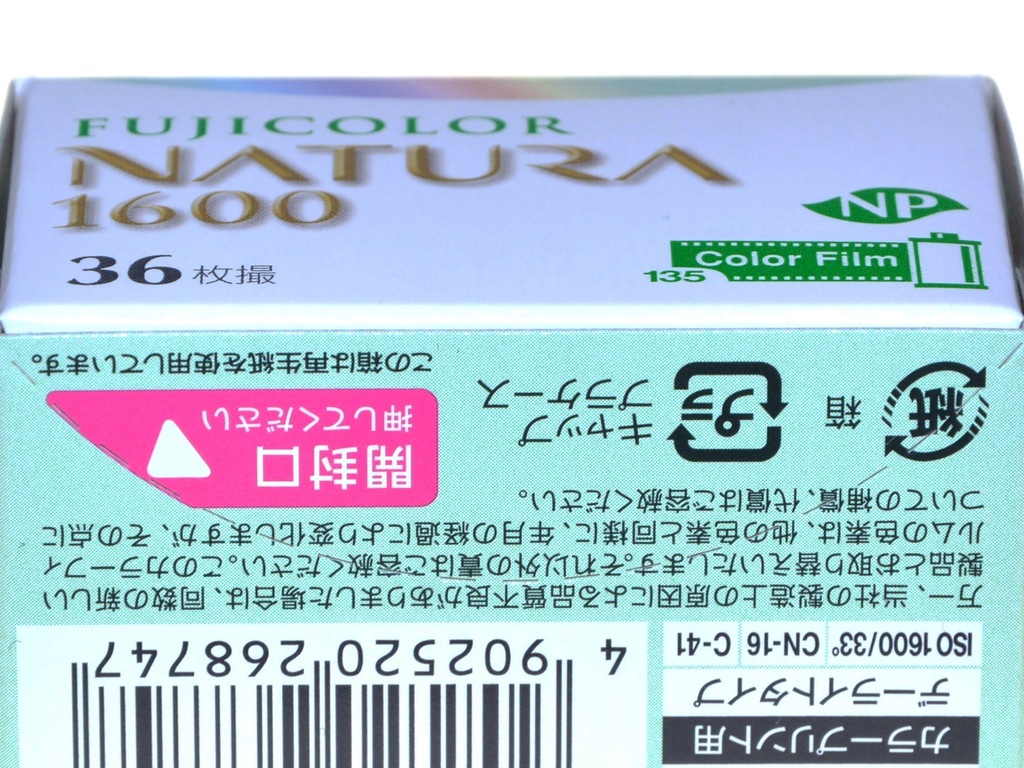 FUJICOLOR
NATURA
1600
36枚撮
NP
Color Film
135
カラープリント用
デーライトタイプ
ISO 1600/33° CN-16 C-41
4 902520 268747
万一、当社の製造上の原因による品質不良がありました場合は、同数の新しい
製品とお取り替えいたします。それ以外の責はご容赦ください。このカラーフィ
ルムの色素は、他の色素と同様に、年月の経過により変化しますが、その点に
ついての補償、代償はご容赦ください。
紙
箱
プラ
キャップ
プラケース
開封口
押してください
この箱は再生紙を使用しています。